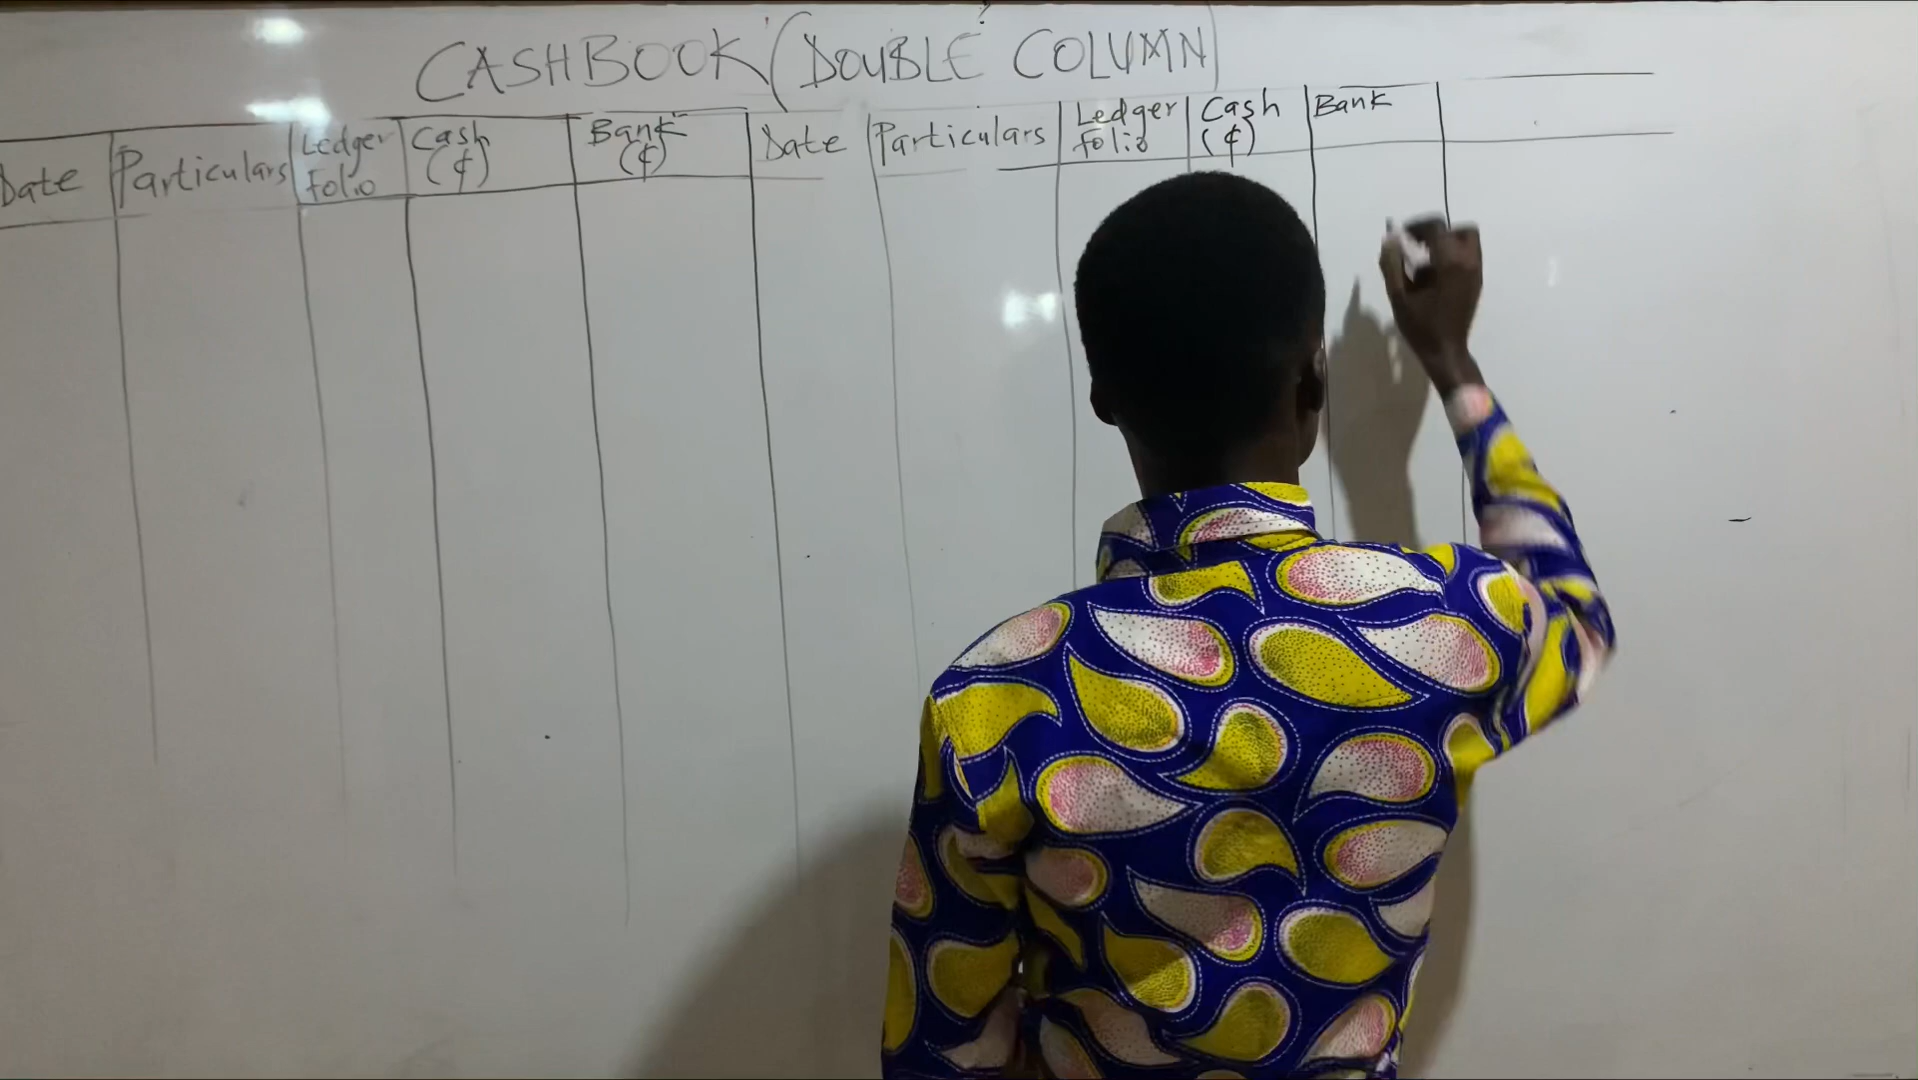 CASHBOOK (DOUBLE COLUMN)
Date Particulars Ledger folio Cash (₵) Bank (₵) Date Particulars Ledger folio Cash (₵) Bank